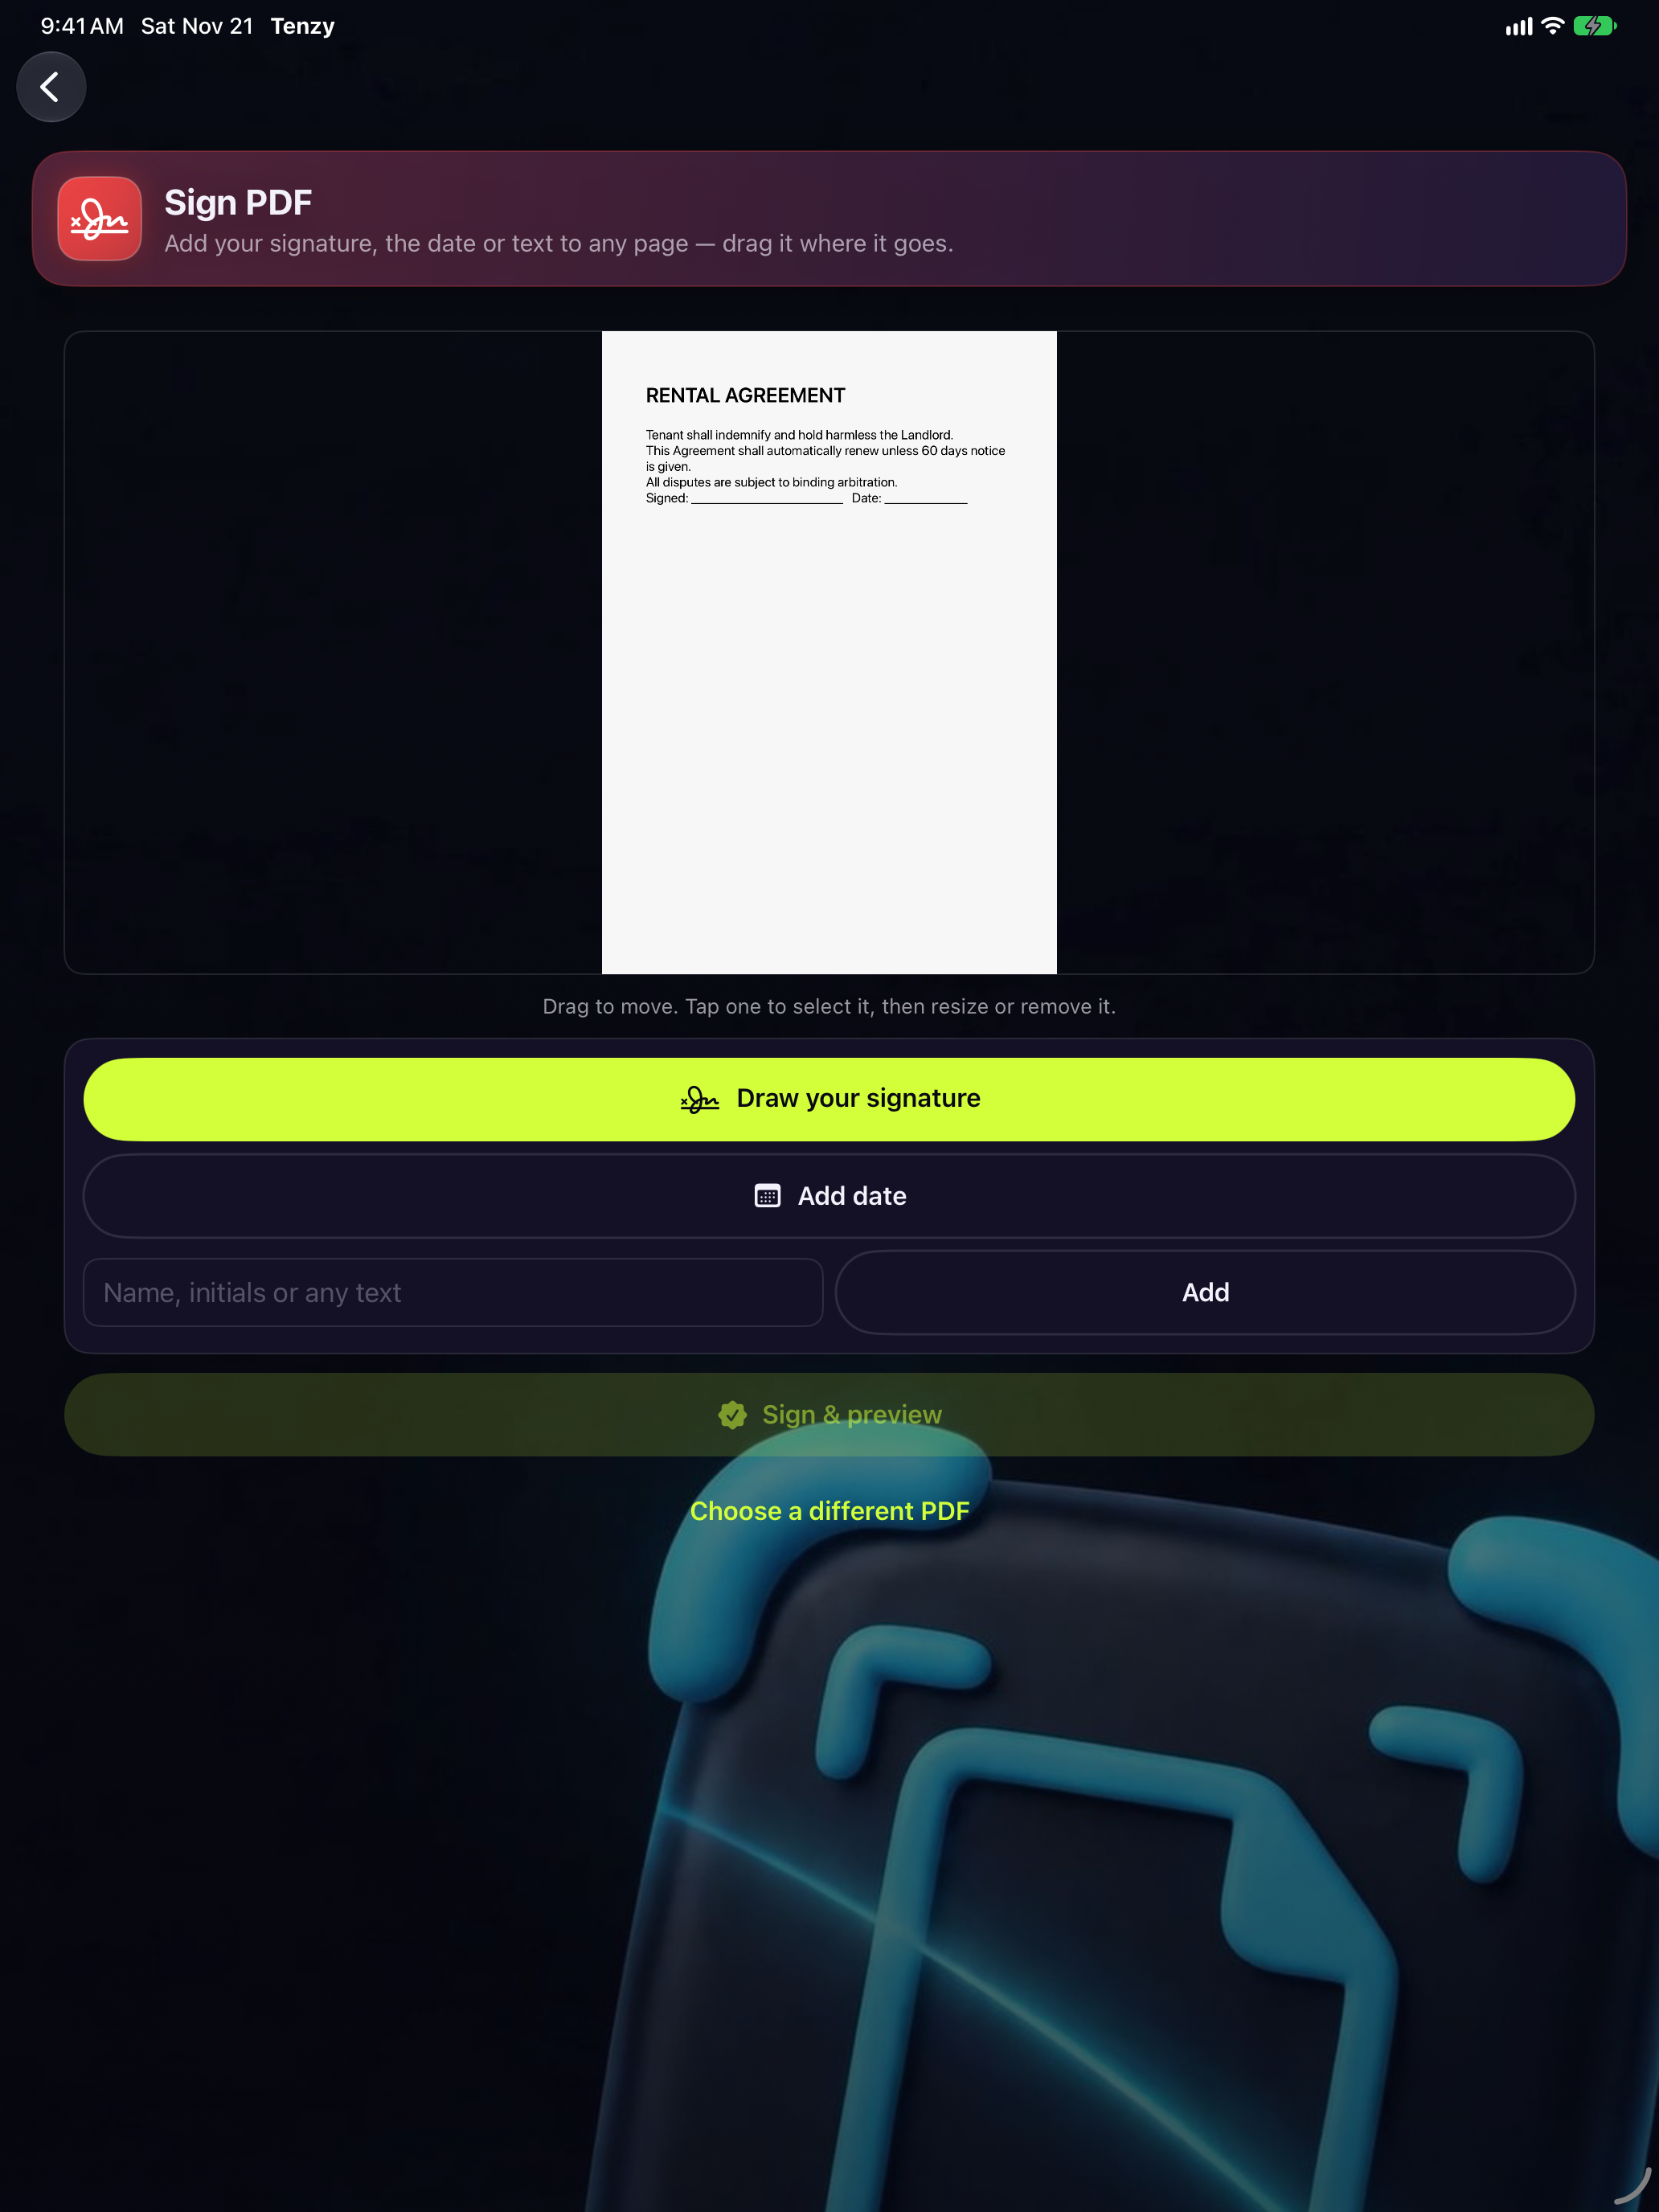 9:41 AM Sat Nov 21 Tenzy
Sign PDF
Add your signature, the date or text to any page — drag it where it goes.
RENTAL AGREEMENT
Tenant shall indemnify and hold harmless the Landlord.
This Agreement shall automatically renew unless 60 days notice
is given.
All disputes are subject to binding arbitration.
Signed: ______________________ Date: ____________
Drag to move. Tap one to select it, then resize or remove it.
Draw your signature
Add date
Name, initials or any text
Add
Sign & preview
Choose a different PDF